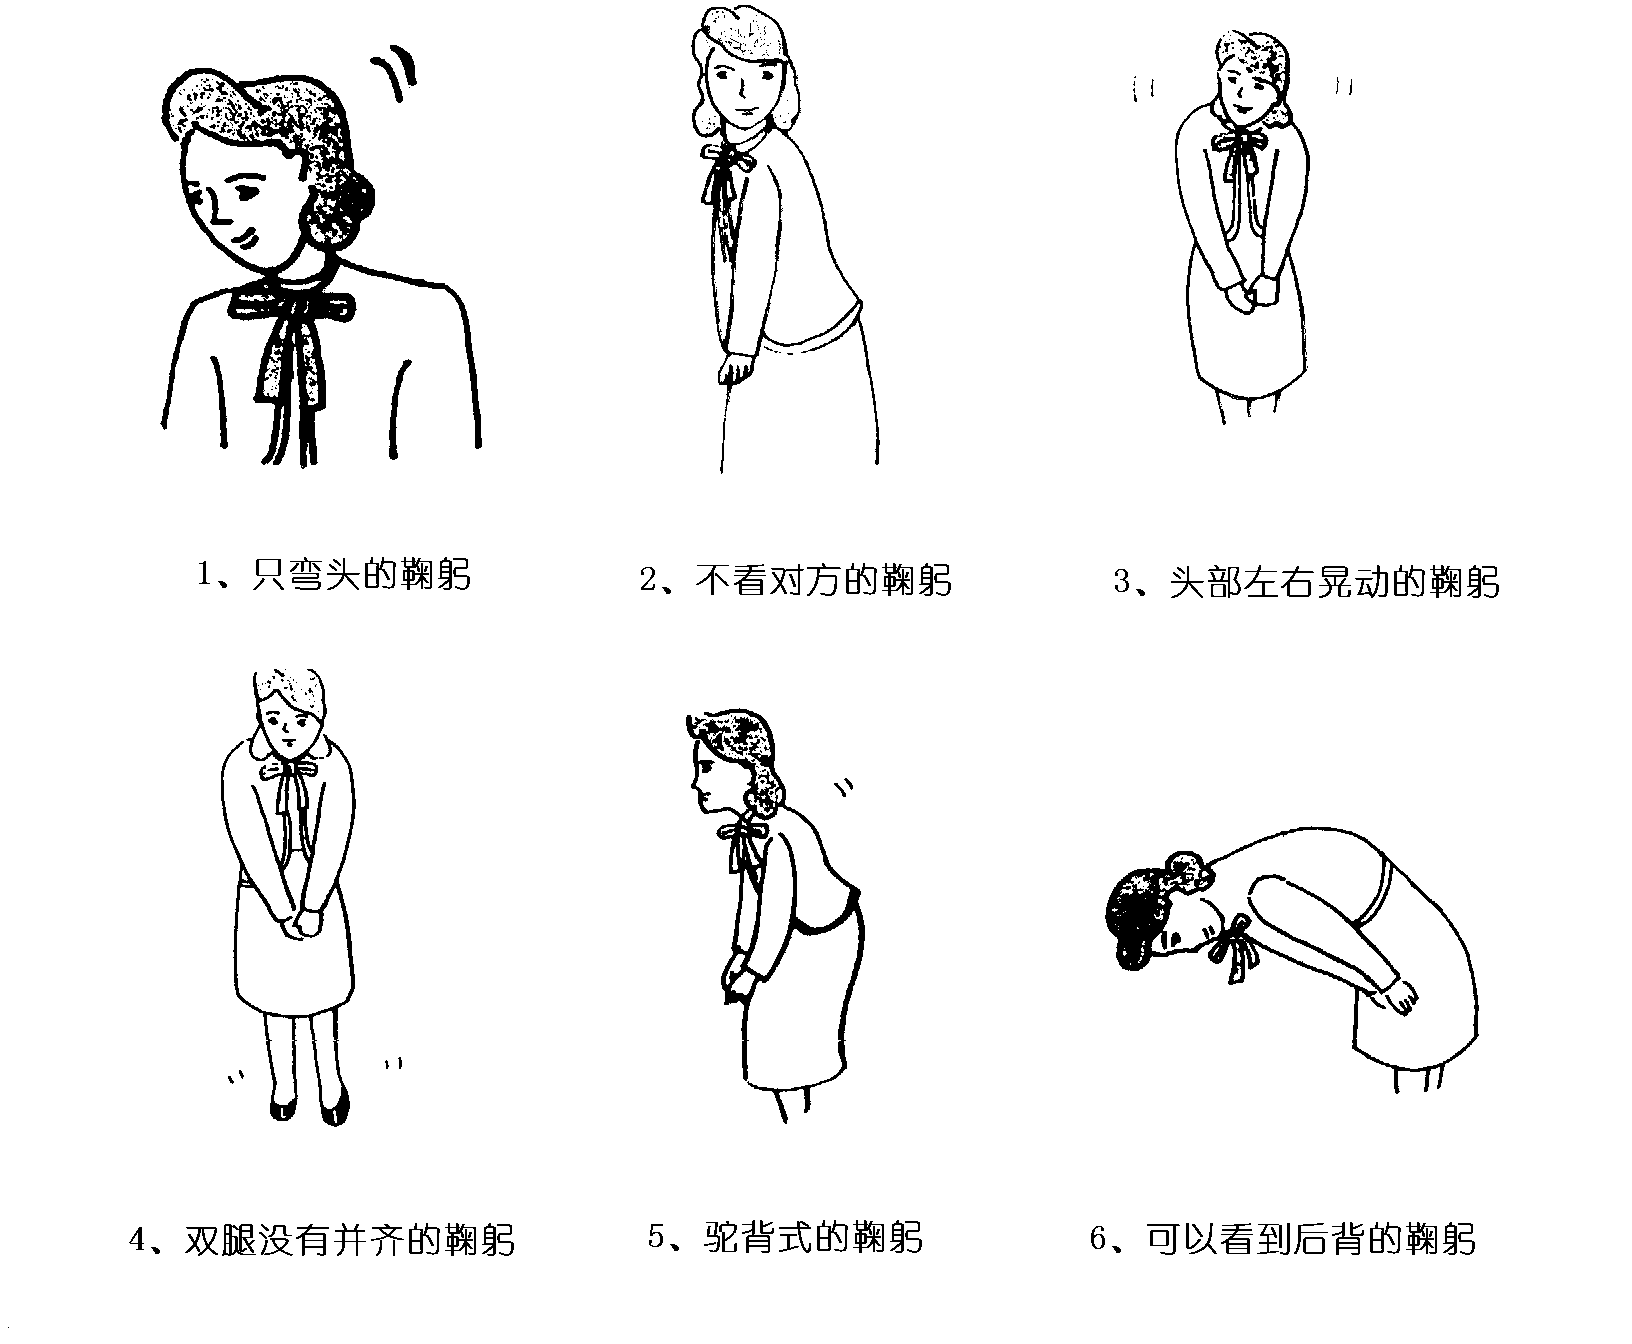 1、只弯头的鞠躬
2、不看对方的鞠躬
3、头部左右晃动的鞠躬
4、双腿没有并齐的鞠躬
5、驼背式的鞠躬
6、可以看到后背的鞠躬